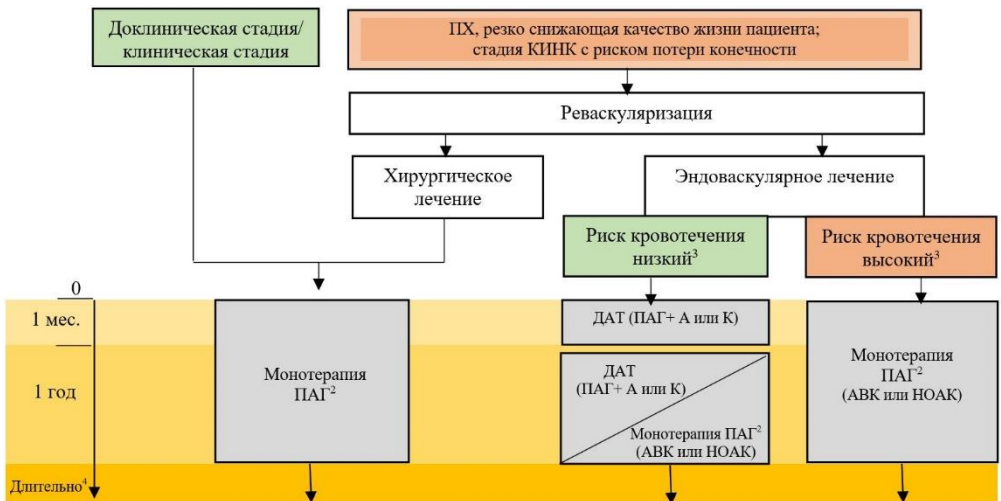 Доклиническая стадия/
клиническая стадия
ПХ, резко снижающая качество жизни пациента;
стадия КИНК с риском потери конечности
Реваскуляризация
Хирургическое
лечение
Эндоваскулярное лечение
Риск кровотечения
низкий³
Риск кровотечения
высокий³
0
1 мес.
1 год
Длительно⁴
Монотерапия
ПАГ²
ДАТ (ПАГ+ А или К)
ДАТ
(ПАГ+ А или К)
Монотерапия ПАГ²
(АВК или НОАК)
Монотерапия
ПАГ²
(АВК или НОАК)